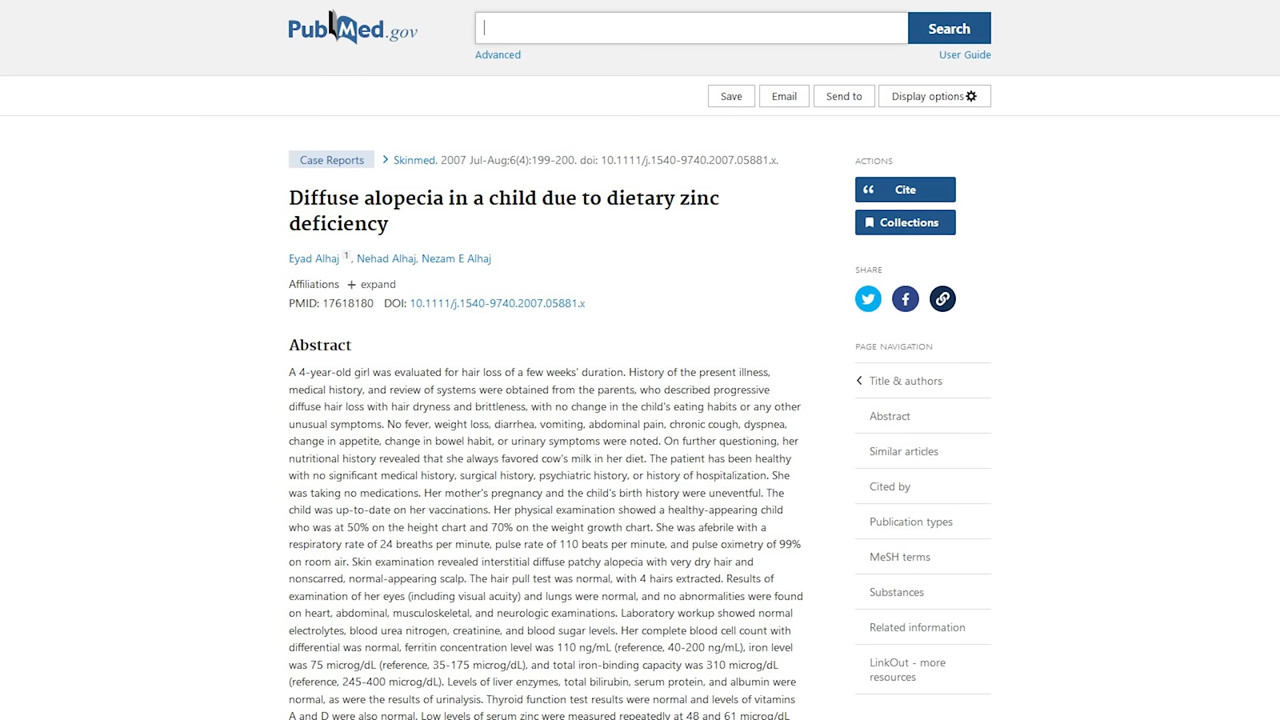 PubMed.gov
Search
Advanced
User Guide
Save
Email
Send to
Display options
Case Reports
Skinmed. 2007 Jul-Aug;6(4):199-200. doi: 10.1111/j.1540-9740.2007.05881.x.
Diffuse alopecia in a child due to dietary zinc
deficiency
Eyad Alhaj 1, Nehad Alhaj, Nezam E Alhaj
Affiliations + expand
PMID: 17618180 DOI: 10.1111/j.1540-9740.2007.05881.x
Abstract
A 4-year-old girl was evaluated for hair loss of a few weeks' duration. History of the present illness,
medical history, and review of systems were obtained from the parents, who described progressive
diffuse hair loss with hair dryness and brittleness, with no change in the child's eating habits or any other
unusual symptoms. No fever, weight loss, diarrhea, vomiting, abdominal pain, chronic cough, dyspnea,
change in appetite, change in bowel habit, or urinary symptoms were noted. On further questioning, her
nutritional history revealed that she always favored cow's milk in her diet. The patient has been healthy
with no significant medical history, surgical history, psychiatric history, or history of hospitalization. She
was taking no medications. Her mother's pregnancy and the child's birth history were uneventful. The
child was up-to-date on her vaccinations. Her physical examination showed a healthy-appearing child
who was at 50% on the height chart and 70% on the weight growth chart. She was afebrile with a
respiratory rate of 24 breaths per minute, pulse rate of 110 beats per minute, and pulse oximetry of 99%
on room air. Skin examination revealed interstitial diffuse patchy alopecia with very dry hair and
nonscarred, normal-appearing scalp. The hair pull test was normal, with 4 hairs extracted. Results of
examination of her eyes (including visual acuity) and lungs were normal, and no abnormalities were found
on heart, abdominal, musculoskeletal, and neurologic examinations. Laboratory workup showed normal
electrolytes, blood urea nitrogen, creatinine, and blood sugar levels. Her complete blood cell count with
differential was normal, ferritin concentration level was 110 ng/mL (reference, 40-200 ng/mL), iron level
was 75 microg/dL (reference, 35-175 microg/dL), and total iron-binding capacity was 310 microg/dL
(reference, 245-400 microg/dL). Levels of liver enzymes, total bilirubin, serum protein, and albumin were
normal, as were the results of urinalysis. Thyroid function test results were normal and levels of vitamins
A and D were also normal. Low levels of serum zinc were measured repeatedly at 48 and 61 microg/dL
ACTIONS
Cite
Collections
SHARE
PAGE NAVIGATION
Title & authors
Abstract
Similar articles
Cited by
Publication types
MeSH terms
Substances
Related information
LinkOut - more
resources